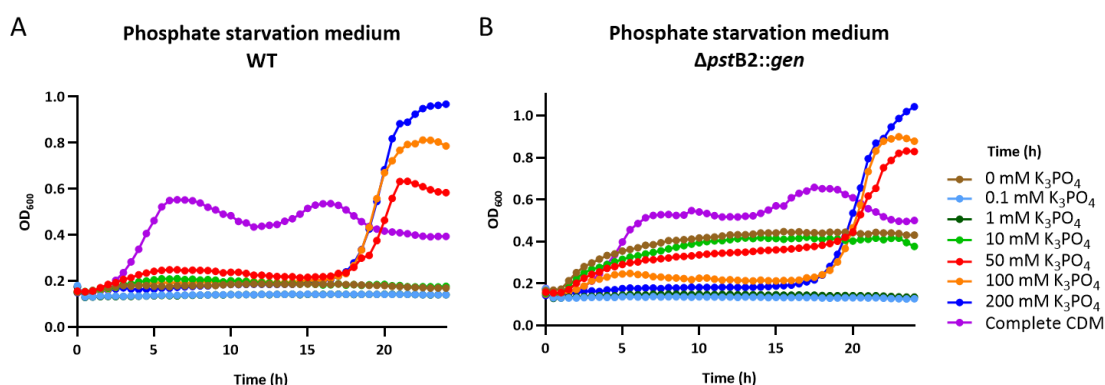 A
Phosphate starvation medium
WT
OD600
1.0
0.8
0.6
0.4
0.2
0.0
0
5
10
15
20
Time (h)
B
Phosphate starvation medium
ΔpstB2::gen
OD600
1.0
0.8
0.6
0.4
0.2
0.0
0
5
10
15
20
Time (h)
Time (h)
0 mM K3PO4
0.1 mM K3PO4
1 mM K3PO4
10 mM K3PO4
50 mM K3PO4
100 mM K3PO4
200 mM K3PO4
Complete CDM